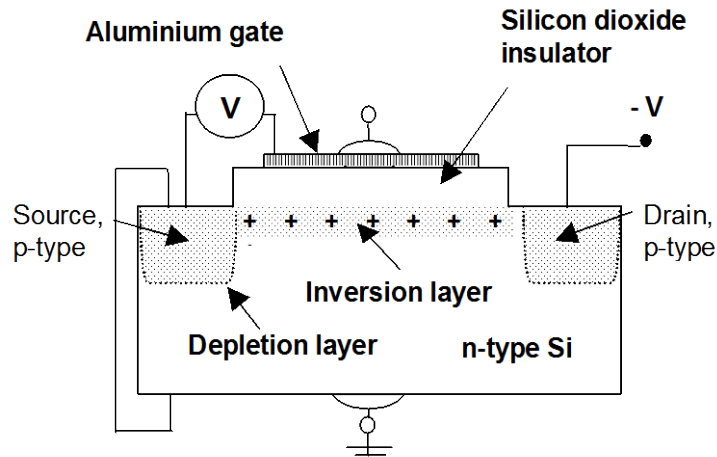 Aluminium gate
Silicon dioxide
insulator
V
- V
Source,
p-type
+ + + + + + +
Drain,
p-type
Inversion layer
Depletion layer
n-type Si